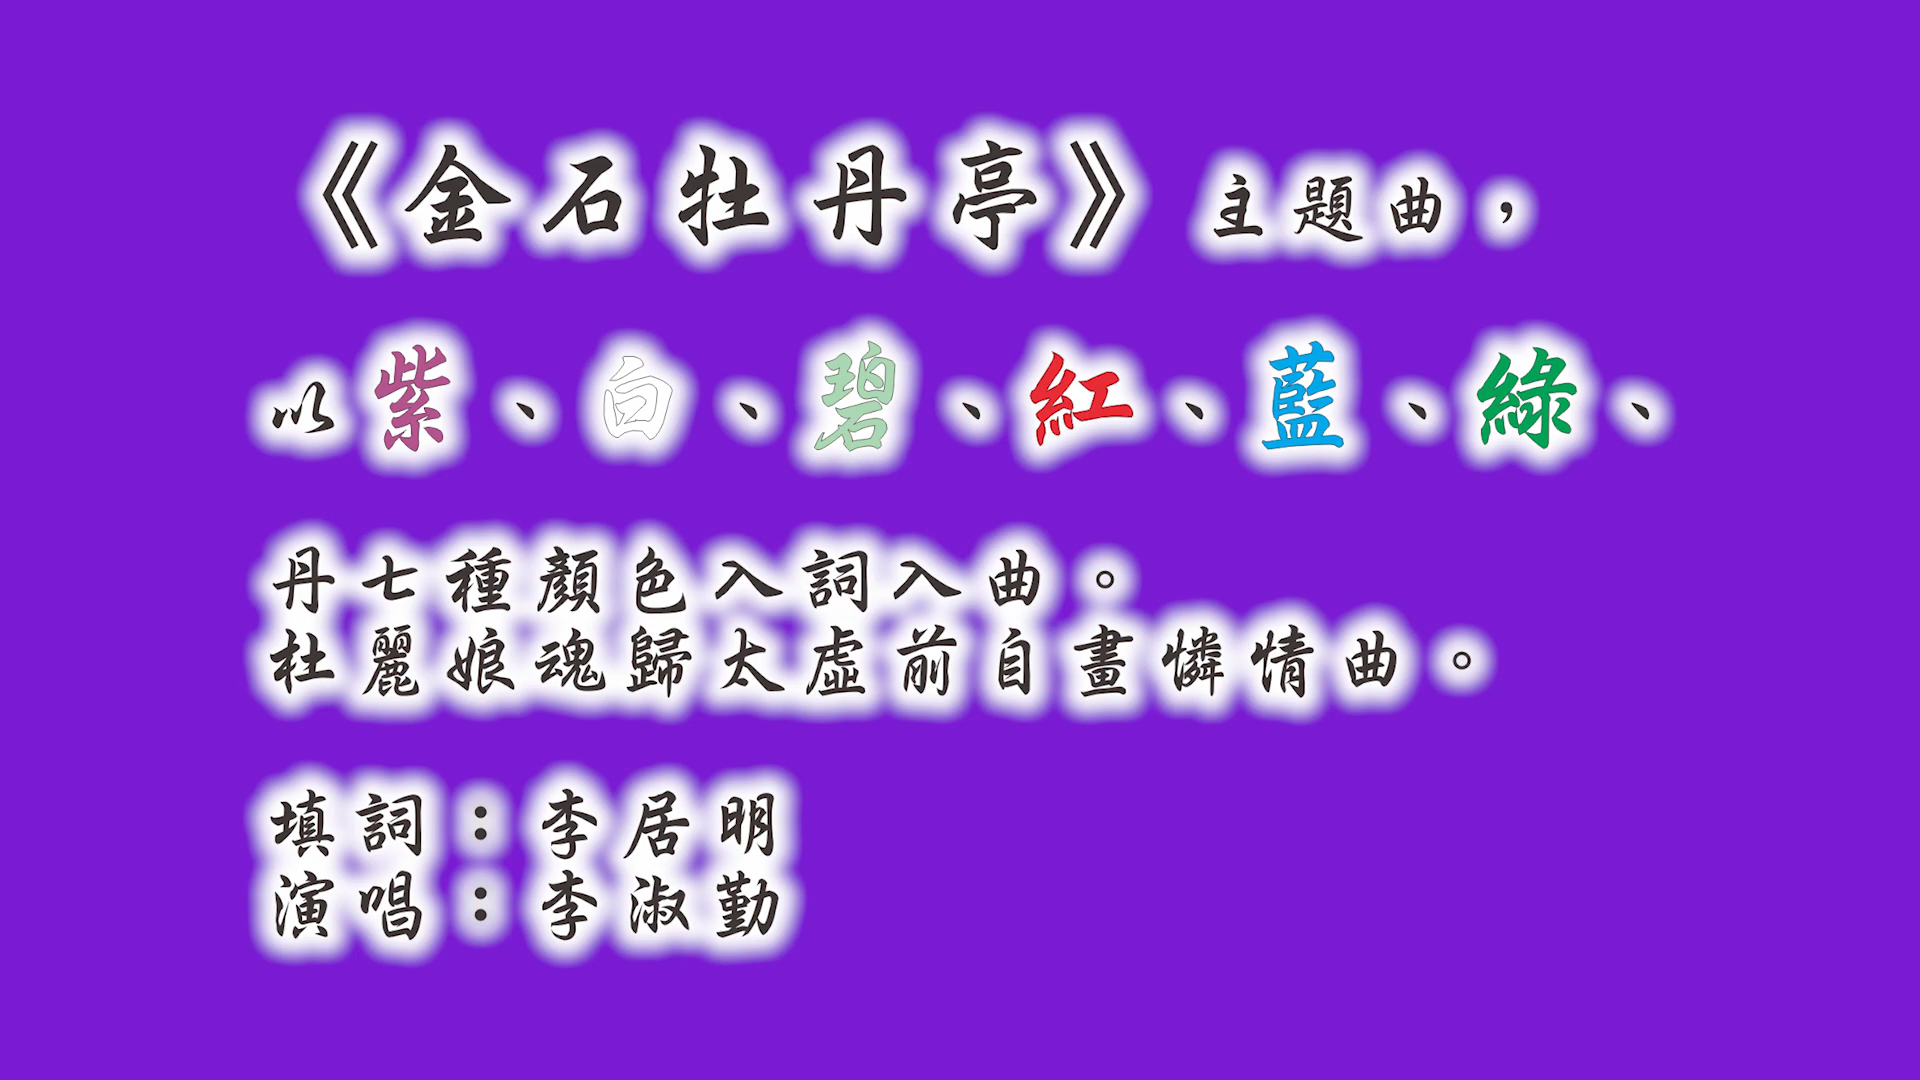 《金石牡丹亭》主題曲，
以紫、白、碧、紅、藍、綠、
丹七種顏色入詞入曲。
杜麗娘魂歸太虛前自畫憐情曲。
填詞：李居明
演唱：李淑勤